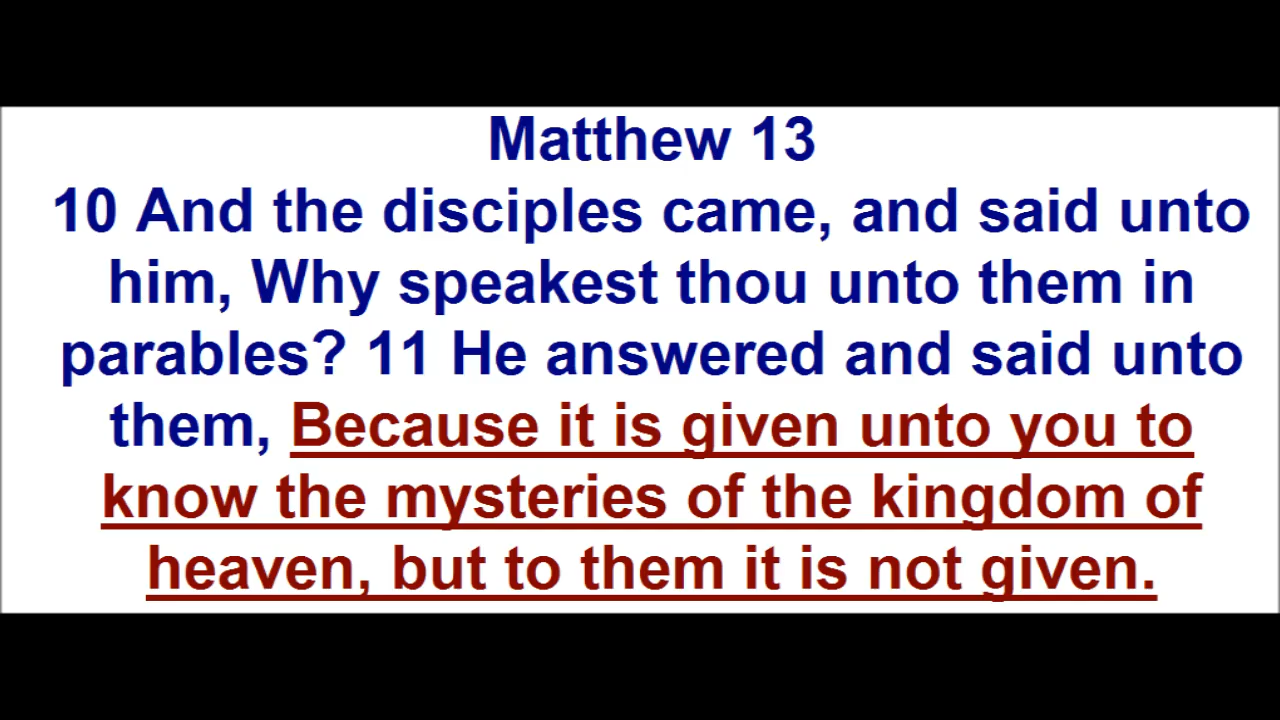 Matthew 13
10 And the disciples came, and said unto
him, Why speakest thou unto them in
parables? 11 He answered and said unto
them, Because it is given unto you to
know the mysteries of the kingdom of
heaven, but to them it is not given.